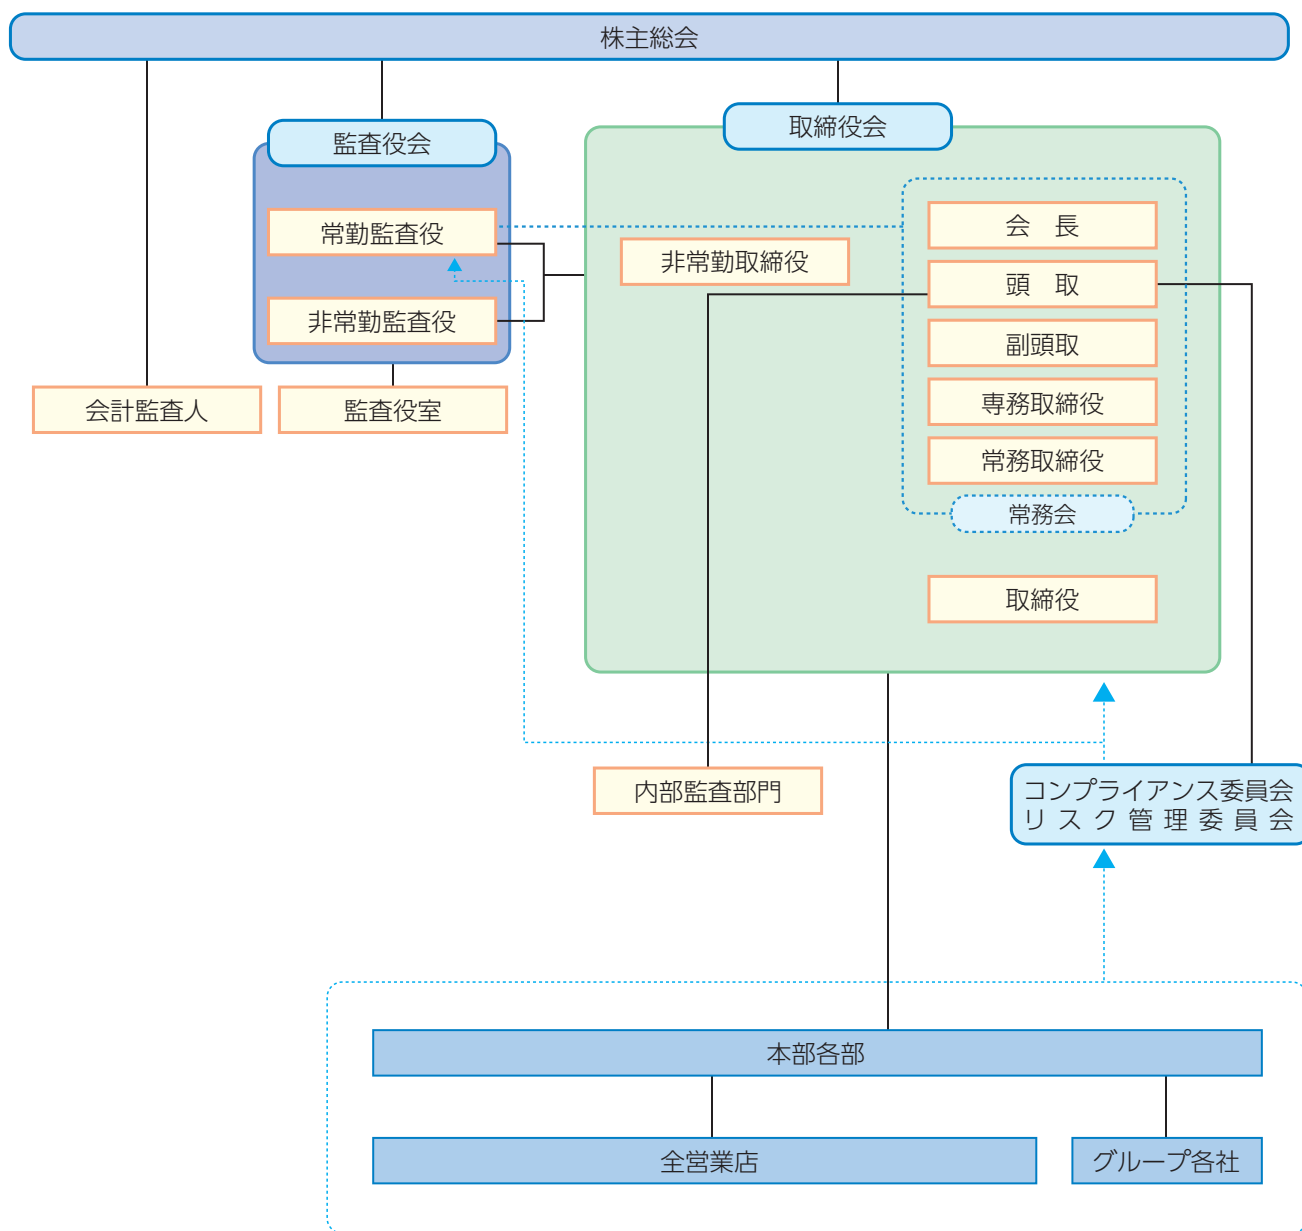 株主総会
監査役会
取締役会
常勤監査役
非常勤監査役
会計監査人
監査役室
非常勤取締役
会　長
頭　取
副頭取
専務取締役
常務取締役
常務会
取締役
内部監査部門
コンプライアンス委員会
リスク管理委員会
本部各部
全営業店
グループ各社